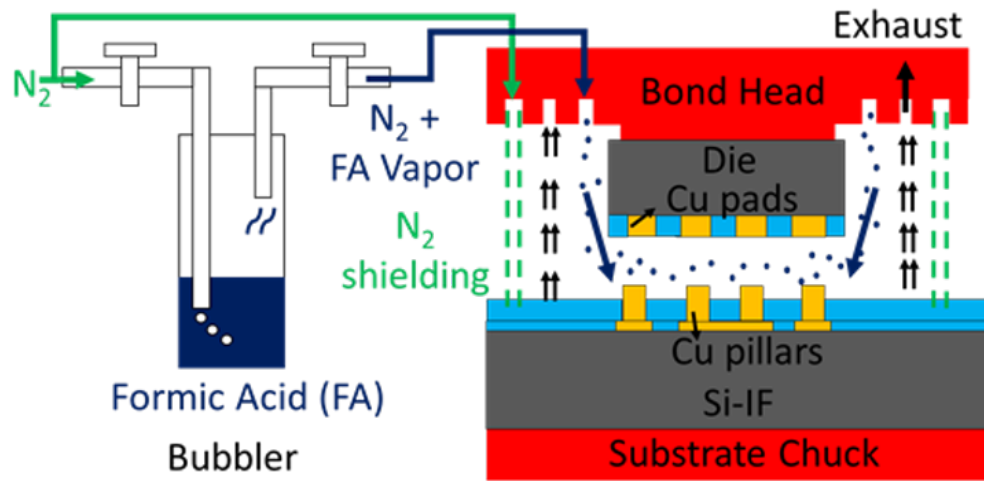 N₂
N₂ +
FA Vapor
N₂
shielding
Formic Acid (FA)
Bubbler
Exhaust
Bond Head
Die
Cu pads
Cu pillars
Si-IF
Substrate Chuck